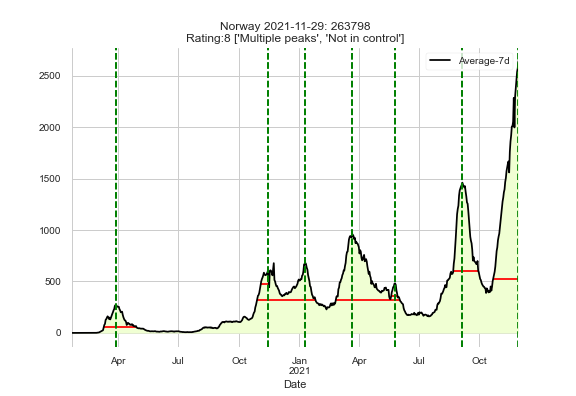 Norway 2021-11-29: 263798
Rating:8 ['Multiple peaks', 'Not in control']
Average-7d
2500
2000
1500
1000
500
0
Apr Jul Oct Jan Apr Jul Oct
2021
Date